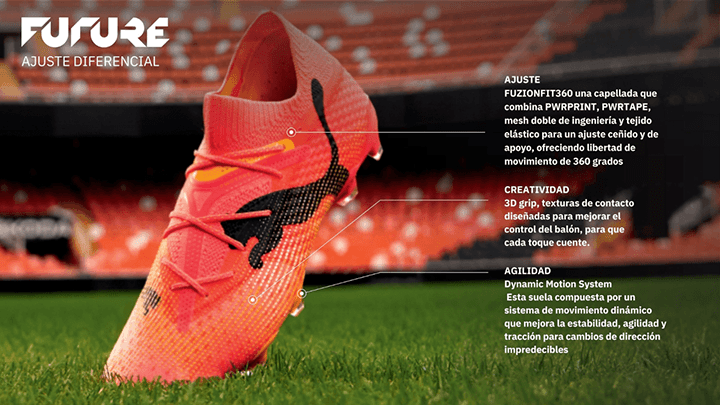 FUTURE
AJUSTE DIFERENCIAL
AJUSTE
FUZIONFIT360 una capellada que
combina PWRPRINT, PWRTAPE,
mesh doble de ingeniería y tejido
elástico para un ajuste ceñido y de
apoyo, ofreciendo libertad de
movimiento de 360 grados
CREATIVIDAD
3D grip, texturas de contacto
diseñadas para mejorar el
control del balón, para que
cada toque cuente.
AGILIDAD
Dynamic Motion System
Esta suela compuesta por un
sistema de movimiento dinámico
que mejora la estabilidad, agilidad y
tracción para cambios de dirección
impredecibles